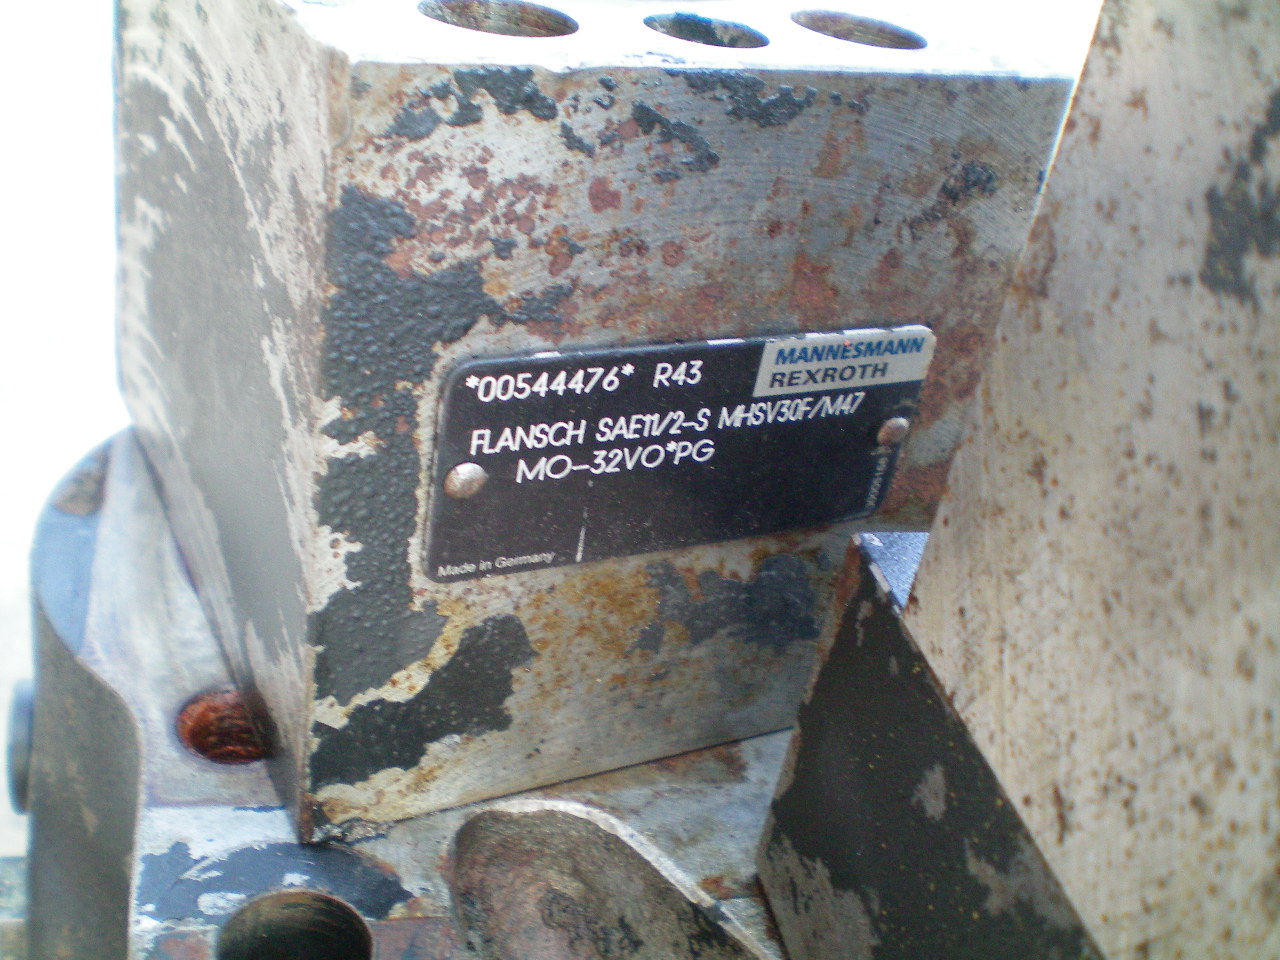 *00544476* R43
MANNESMANN
REXROTH
FLANSCH SAE11/2-S MHSV30F/M47
MO-32VO*PG
Made in Germany